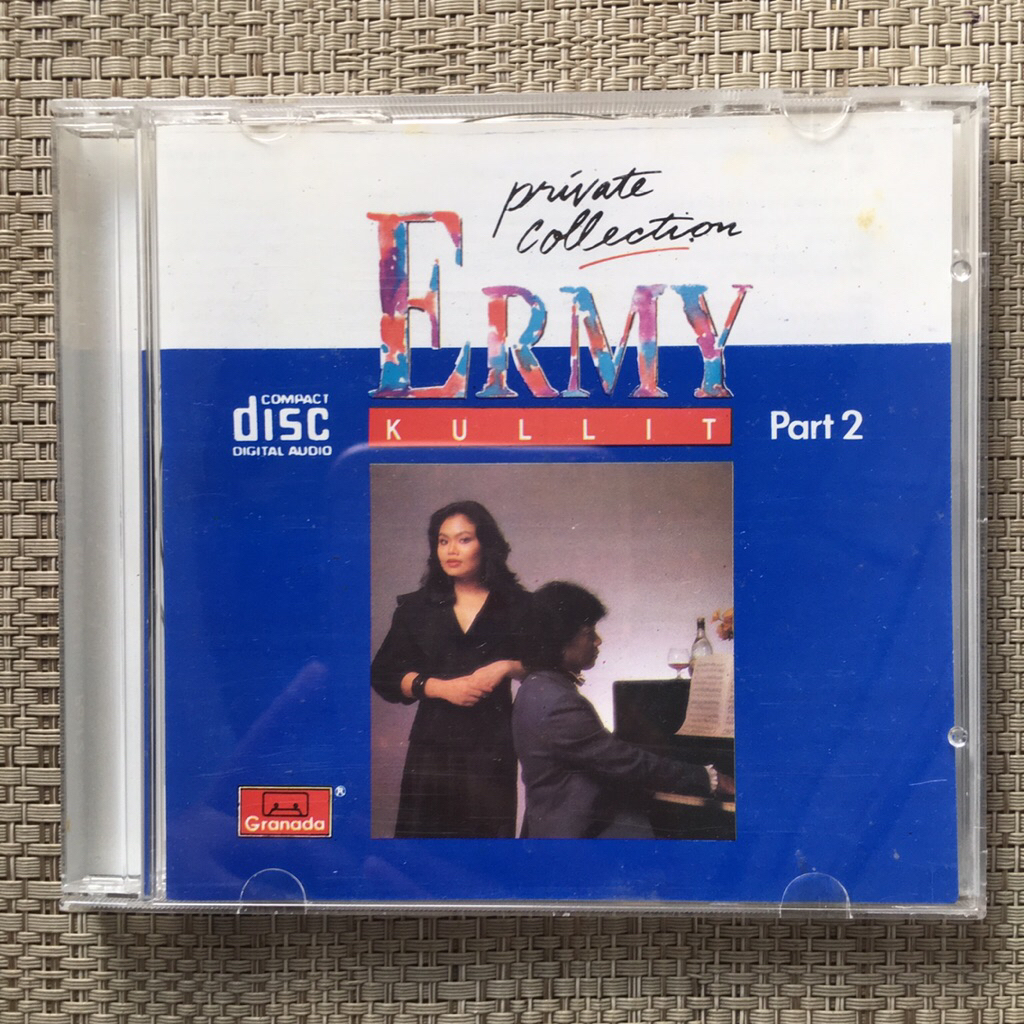 private
collection
ERMY
KULLIT
Part 2
COMPACT
disc
DIGITAL AUDIO
Granada®